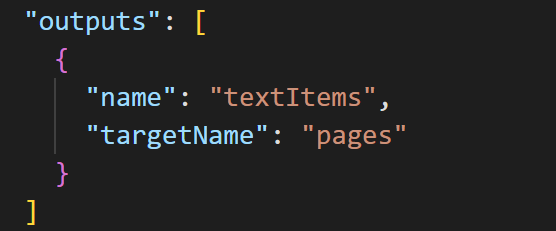 "outputs": [
{
"name": "textItems",
"targetName": "pages"
}
]